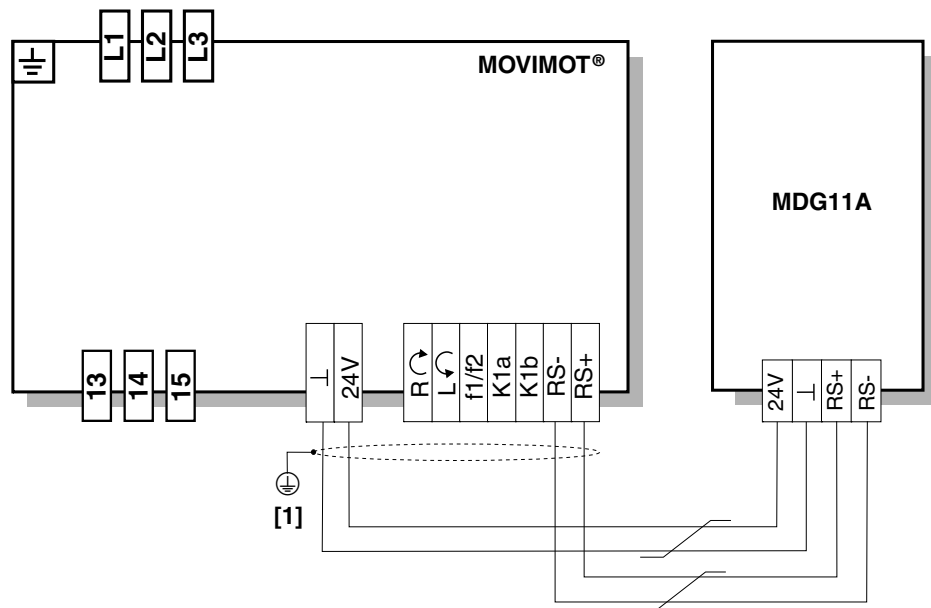 L1
L2
L3
MOVIMOT®
MDG11A
13
14
15
⊥
24V
R
L
f1/f2
K1a
K1b
RS-
RS+
24V
⊥
RS+
RS-
[1]